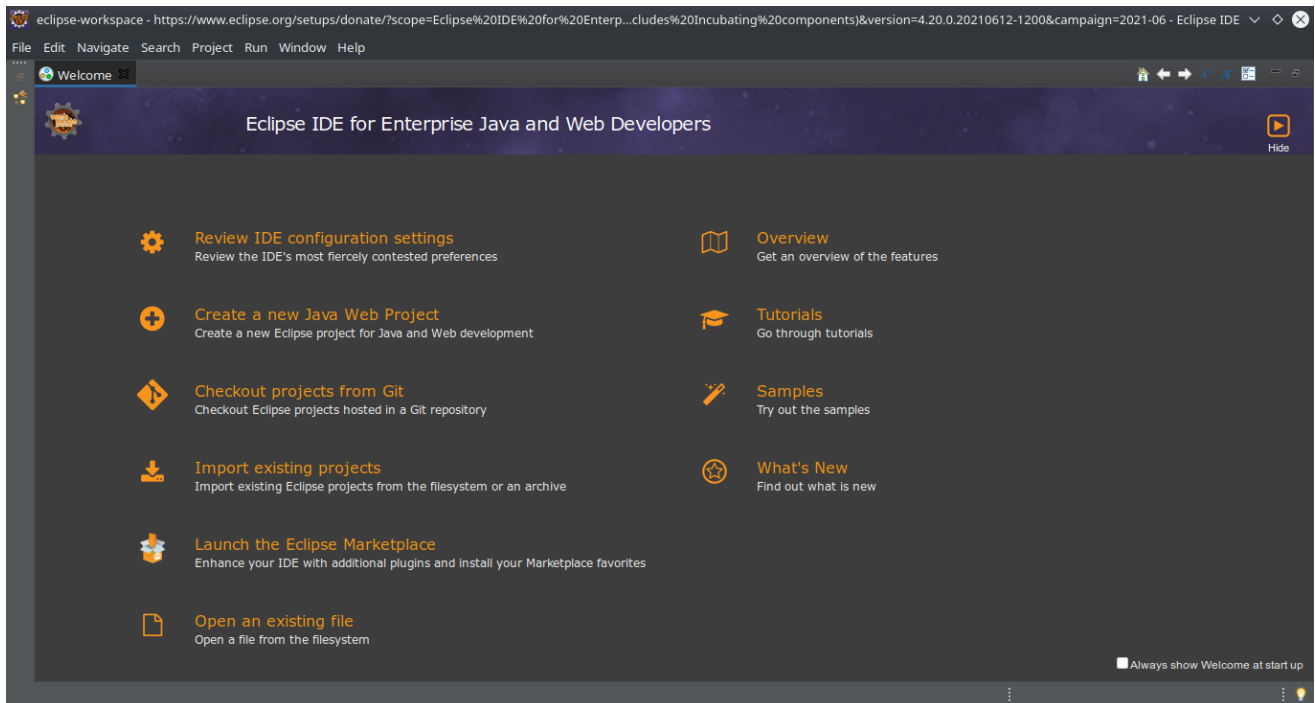 eclipse-workspace - https://www.eclipse.org/setups/donate/?scope=Eclipse%20IDE%20for%20Enterp...cludes%20Incubating%20components)&version=4.20.0.20210612-1200&campaign=2021-06 - Eclipse IDE
File Edit Navigate Search Project Run Window Help
Welcome
Eclipse IDE for Enterprise Java and Web Developers
Hide
Review IDE configuration settings
Review the IDE's most fiercely contested preferences
Create a new Java Web Project
Create a new Eclipse project for Java and Web development
Checkout projects from Git
Checkout Eclipse projects hosted in a Git repository
Import existing projects
Import existing Eclipse projects from the filesystem or an archive
Launch the Eclipse Marketplace
Enhance your IDE with additional plugins and install your Marketplace favorites
Open an existing file
Open a file from the filesystem
Overview
Get an overview of the features
Tutorials
Go through tutorials
Samples
Try out the samples
What's New
Find out what is new
Always show Welcome at start up